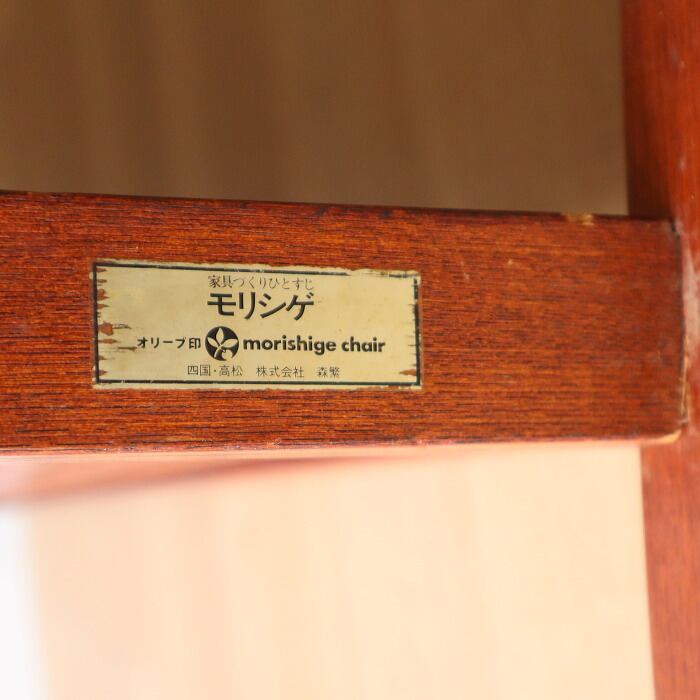 家具づくりひとすじ
モリシゲ
オリーブ印 morishige chair
四国・高松 株式会社 森繁